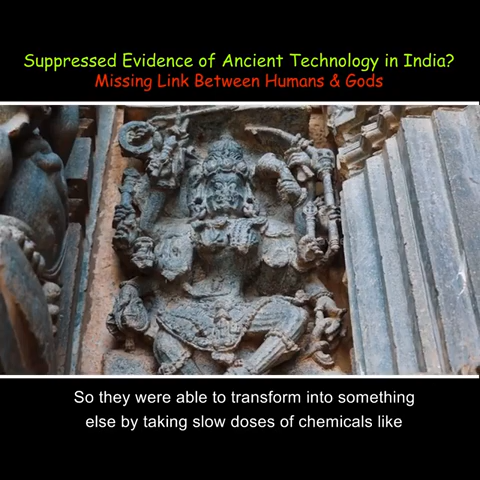 Suppressed Evidence of Ancient Technology in India?
Missing Link Between Humans & Gods
So they were able to transform into something
else by taking slow doses of chemicals like